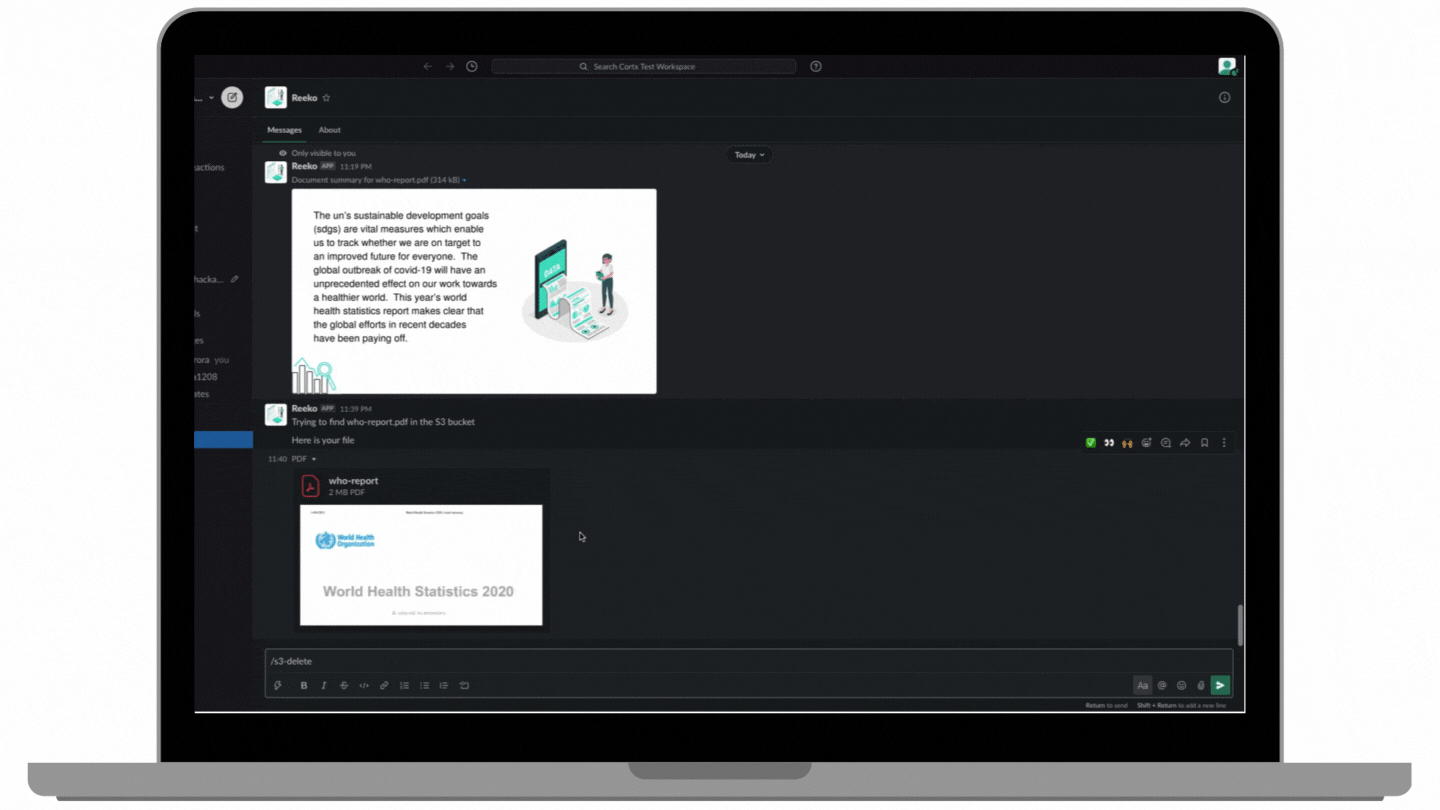 Search Cortx Test Workspace
...
Reeko
Messages About
Only visible to you
Today
actions
Reeko APP 11:19 PM
Document summary for who-report.pdf (314 kB)
The un's sustainable development goals
(sdgs) are vital measures which enable
us to track whether we are on target to
an improved future for everyone. The
global outbreak of covid-19 will have an
unprecedented effect on our work towards
a healthier world. This year's world
health statistics report makes clear that
the global efforts in recent decades
have been paying off.
DATA
t
hacka...
ls
es
rora you
a1208
ates
Reeko APP 11:39 PM
Trying to find who-report.pdf in the S3 bucket
Here is your file
11:40 PDF
who-report
2 MB PDF
World Health Statistics 2020
World Health
Organization
World Health Statistics 2020
/s3-delete
B I S </> Aa @
Return to send Shift + Return to add a new line